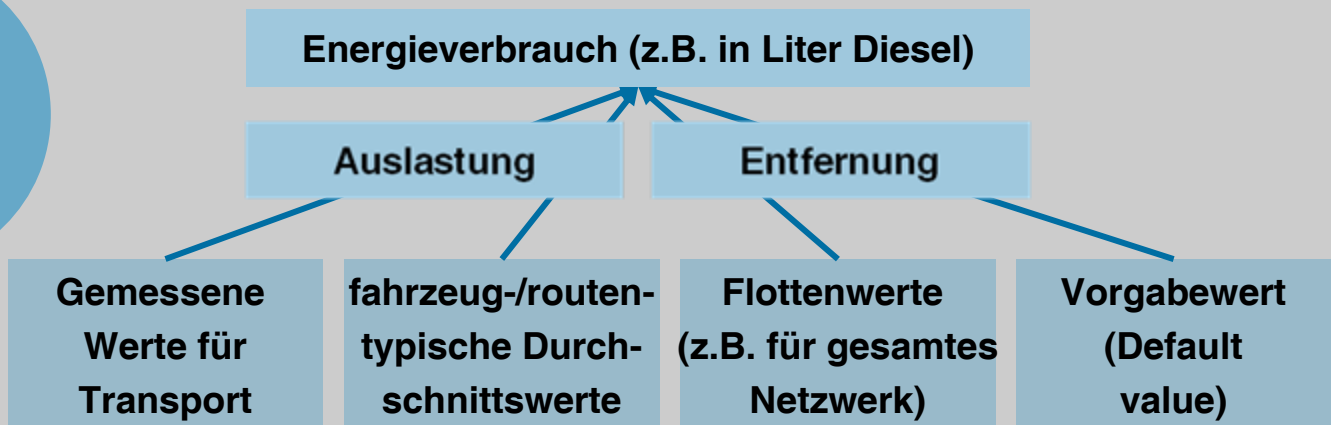 Energieverbrauch (z.B. in Liter Diesel)
Auslastung
Entfernung
Gemessene
Werte für
Transport
fahrzeug-/routen-
typische Durch-
schnittswerte
Flottenwerte
(z.B. für gesamtes
Netzwerk)
Vorgabewert
(Default
value)